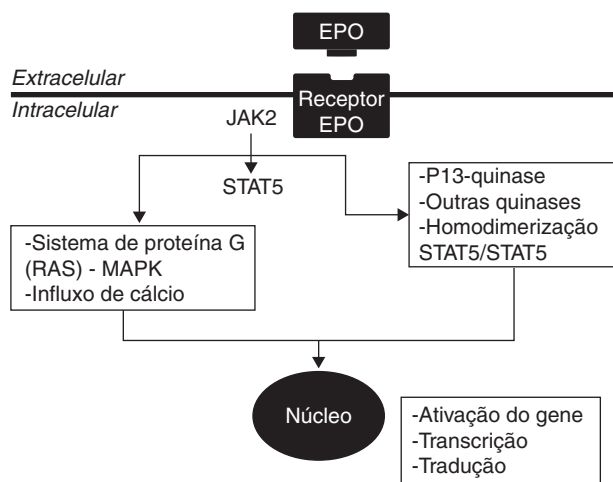 EPO
Extracelular
Intracelular
Receptor
EPO
JAK2
STAT5
-P13-quinase
-Outras quinases
-Homodimerização
STAT5/STAT5
-Sistema de proteína G
(RAS) - MAPK
-Influxo de cálcio
Núcleo
-Ativação do gene
-Transcrição
-Tradução